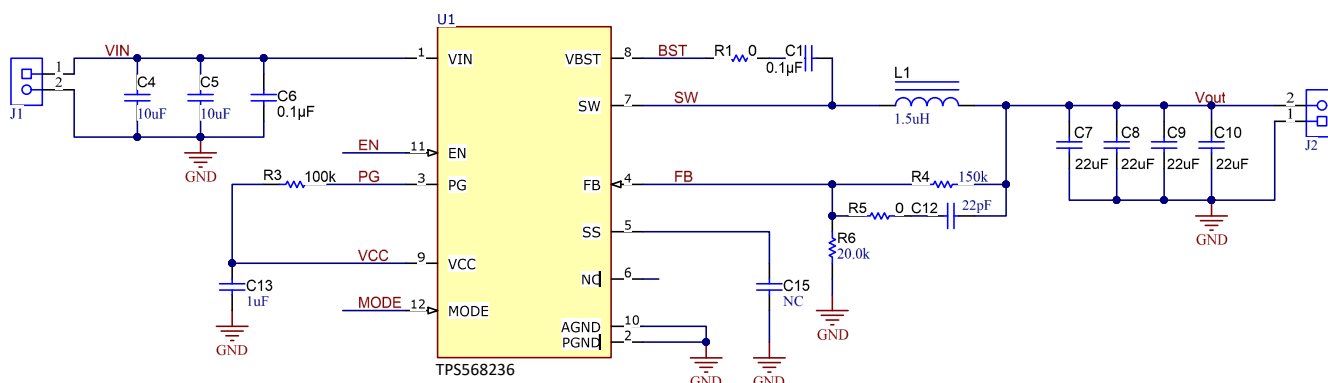 U1
VIN
1
VIN
VBST
8
BST
R1
0
C1
0.1µF
J1
1
2
C4
10uF
C5
10uF
C6
0.1µF
GND
SW
7
SW
L1
1.5uH
Vout
2
1
J2
C7
22uF
C8
22uF
C9
22uF
C10
22uF
GND
EN
11
EN
R3
100k
PG
3
PG
FB
4
FB
R4
150k
R5
0
C12
22pF
R6
20.0k
GND
SS
5
VCC
9
VCC
C13
1uF
GND
NC
6
C15
NC
GND
MODE
12
MODE
AGND
10
PGND
2
GND
TPS568236